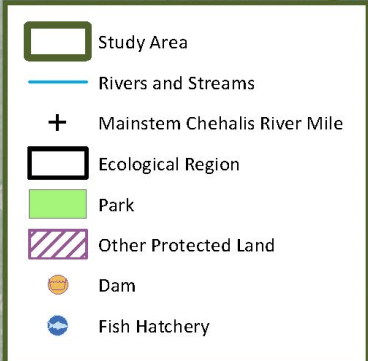 Study Area
Rivers and Streams
Mainstem Chehalis River Mile
Ecological Region
Park
Other Protected Land
Dam
Fish Hatchery